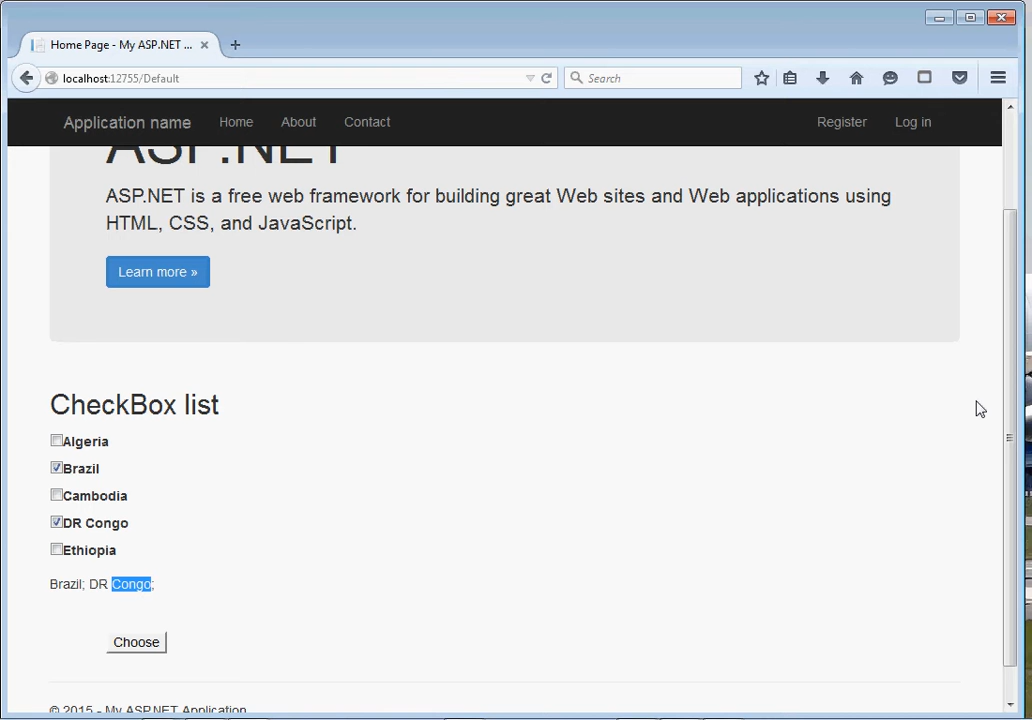 Home Page - My ASP.NET ...
localhost:12755/Default
Search
Application name Home About Contact Register Log in
ASP.NET
ASP.NET is a free web framework for building great Web sites and Web applications using
HTML, CSS, and JavaScript.
Learn more »
CheckBox list
Algeria
Brazil
Cambodia
DR Congo
Ethiopia
Brazil; DR Congo;
Choose
© 2015 - My ASP.NET Application